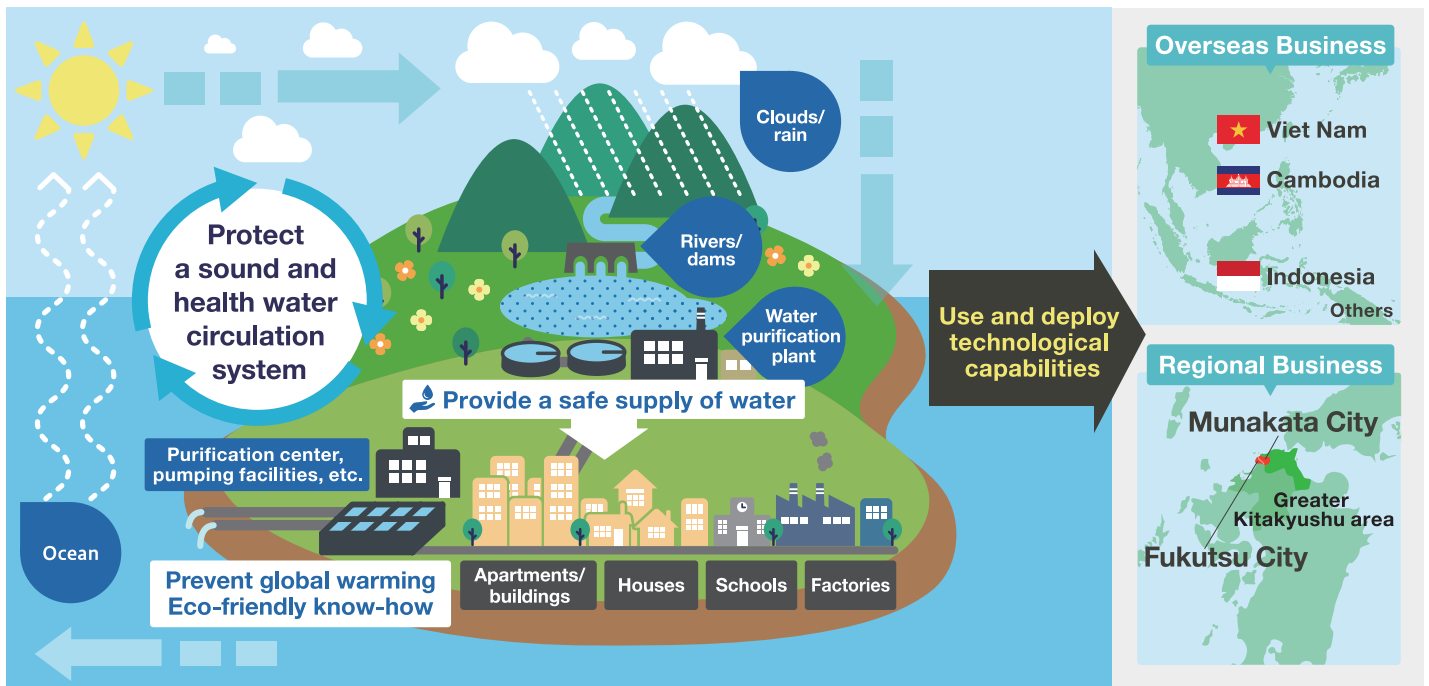 Clouds/
rain
Protect
a sound and
health water
circulation
system
Rivers/
dams
Water
purification
plant
Provide a safe supply of water
Purification center,
pumping facilities, etc.
Ocean
Prevent global warming
Eco-friendly know-how
Apartments/
buildings
Houses
Schools
Factories
Use and deploy
technological
capabilities
Overseas Business
Viet Nam
Cambodia
Indonesia
Others
Regional Business
Munakata City
Greater
Kitakyushu area
Fukutsu City